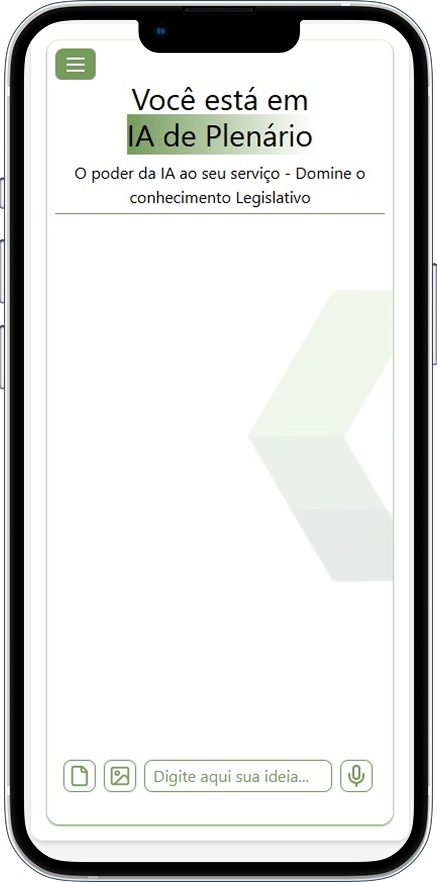 Você está em
IA de Plenário
O poder da IA ao seu serviço - Domine o
conhecimento Legislativo
Digite aqui sua ideia...